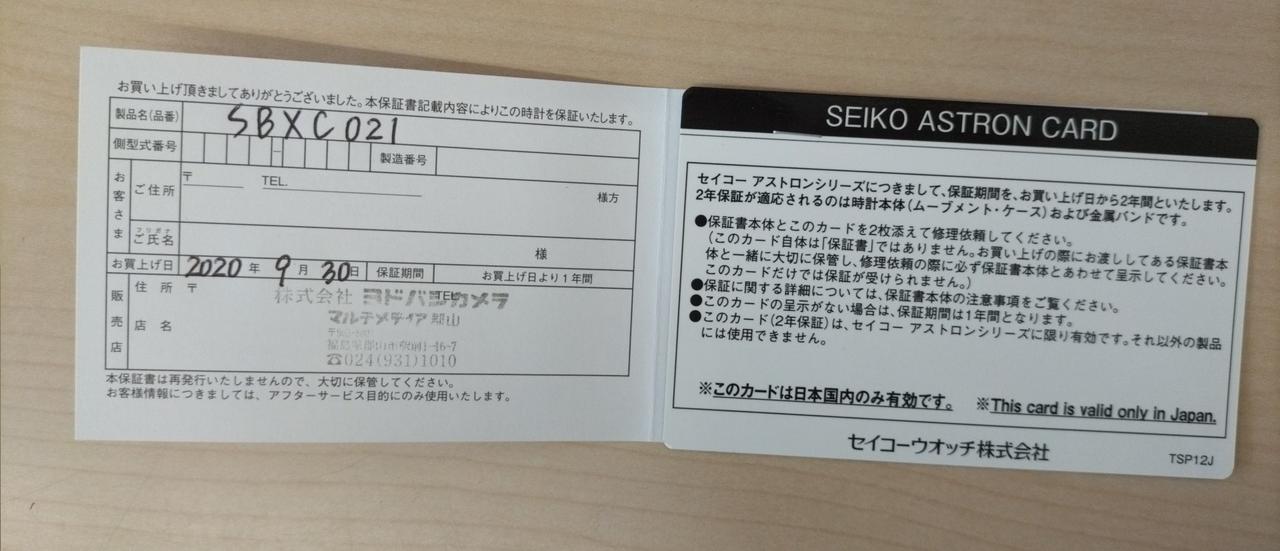 お買い上げ頂きましてありがとうございました。本保証書記載内容によりこの時計を保証いたします。
製品名(品番) SBXC021
側型式番号 製造番号
お客さま
ご住所 〒 TEL. 様方
フリガナ
ご氏名 様
お買上げ日 2020年 9月 30日 保証期間 お買上げ日より1年間
販売店
住所 〒 TEL.
店名
株式会社 ヨドバシカメラ
マルチメディア郡山
福島県郡山市駅前1-16-7
☎024(931)1010
本保証書は再発行いたしませんので、大切に保管してください。
お客様情報につきましては、アフターサービス目的にのみ使用いたします。
SEIKO ASTRON CARD
セイコー アストロンシリーズにつきまして、保証期間を、お買い上げ日から2年間といたします。
2年保証が適応されるのは時計本体(ムーブメント・ケース)および金属バンドです。
●保証書本体とこのカードを2枚添えて修理依頼してください。
(このカード自体は「保証書」ではありません。お買い上げの際にお渡ししてある保証書本
体と一緒に大切に保管し、修理依頼の際に必ず保証書本体とあわせて呈示してください。
このカードだけでは保証が受けられません。)
●保証に関する詳細については、保証書本体の注意事項をご覧ください。
●このカードの呈示がない場合は、保証期間は1年間となります。
●このカード(2年保証)は、セイコー アストロンシリーズに限り有効です。それ以外の製品
には使用できません。
※このカードは日本国内のみ有効です。 ※This card is valid only in Japan.
セイコーウオッチ株式会社
TSP12J